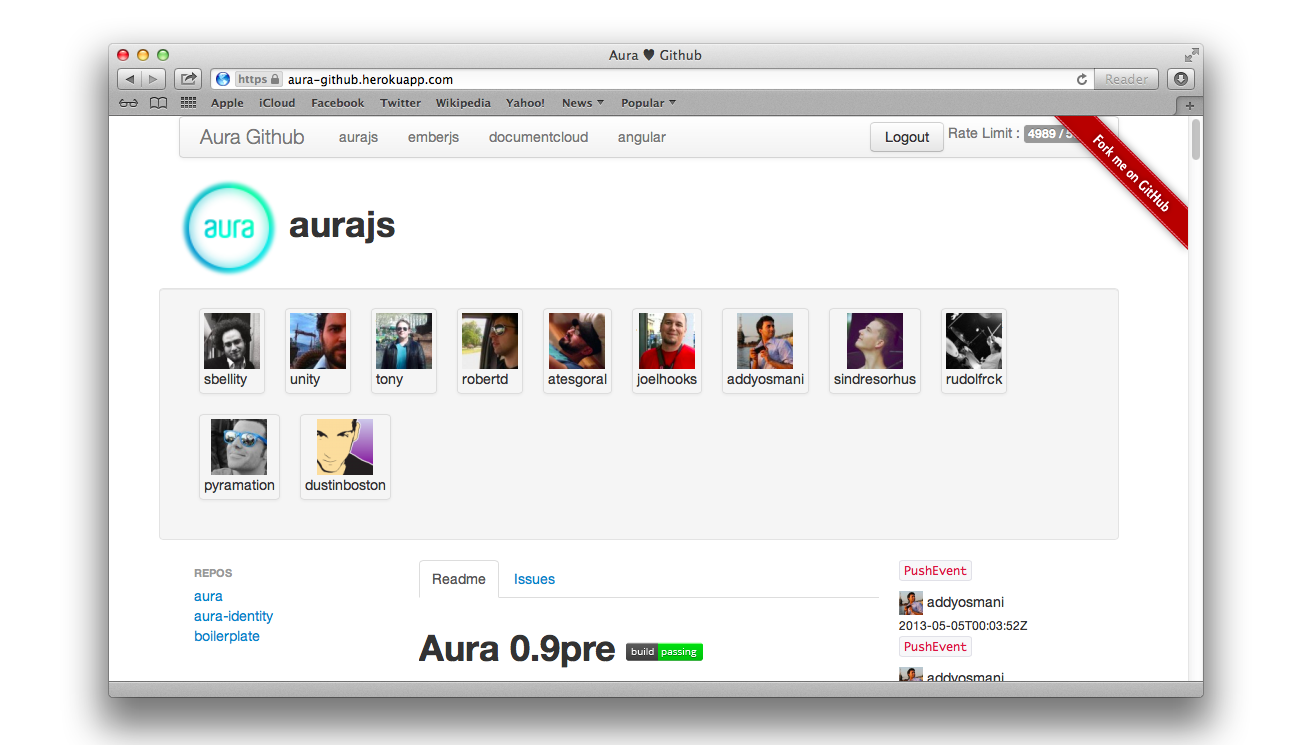 Aura ♥ Github
https aura-github.herokuapp.com Reader
Apple iCloud Facebook Twitter Wikipedia Yahoo! News Popular
Aura Github aurajs emberjs documentcloud angular Logout Rate Limit : 4989 /
Fork me on GitHub
aura aurajs
sbellity unity tony robertd atesgoral joelhooks addyosmani sindresorhus rudolfrck
pyramation dustinboston
REPOS
aura
aura-identity
boilerplate
Readme Issues
Aura 0.9pre build passing
PushEvent
addyosmani
2013-05-05T00:03:52Z
PushEvent
addyosmani